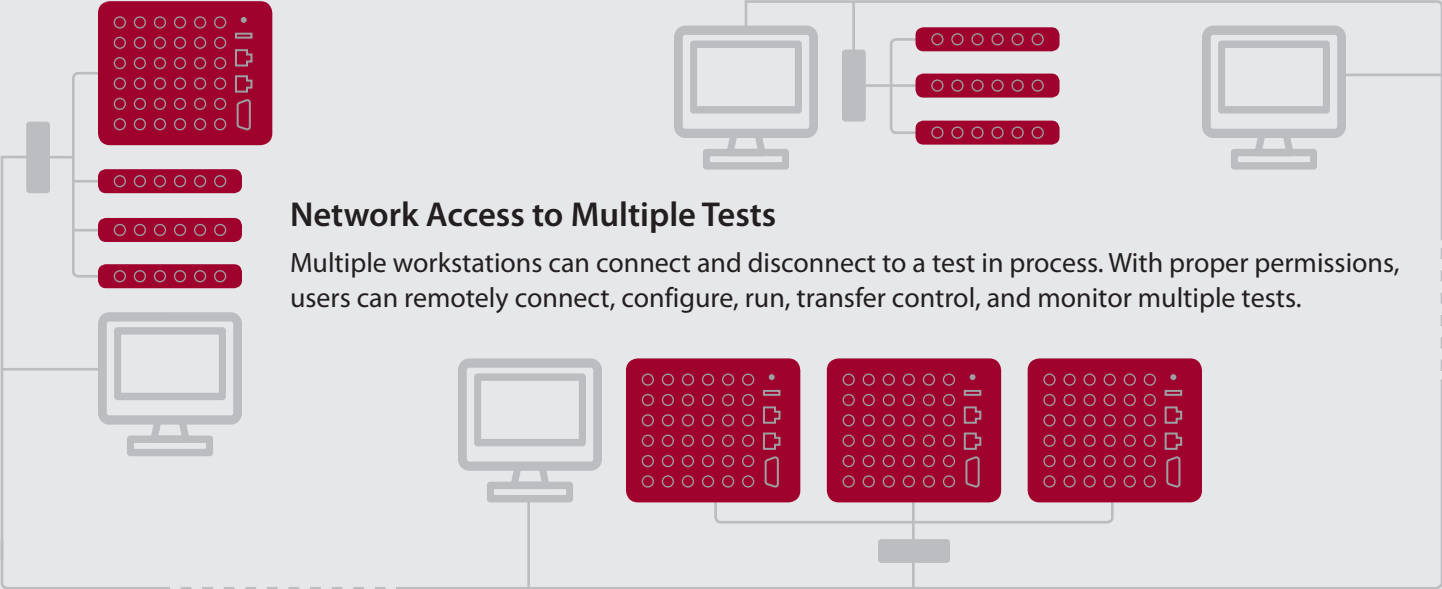 Network Access to Multiple Tests
Multiple workstations can connect and disconnect to a test in process. With proper permissions,
users can remotely connect, configure, run, transfer control, and monitor multiple tests.